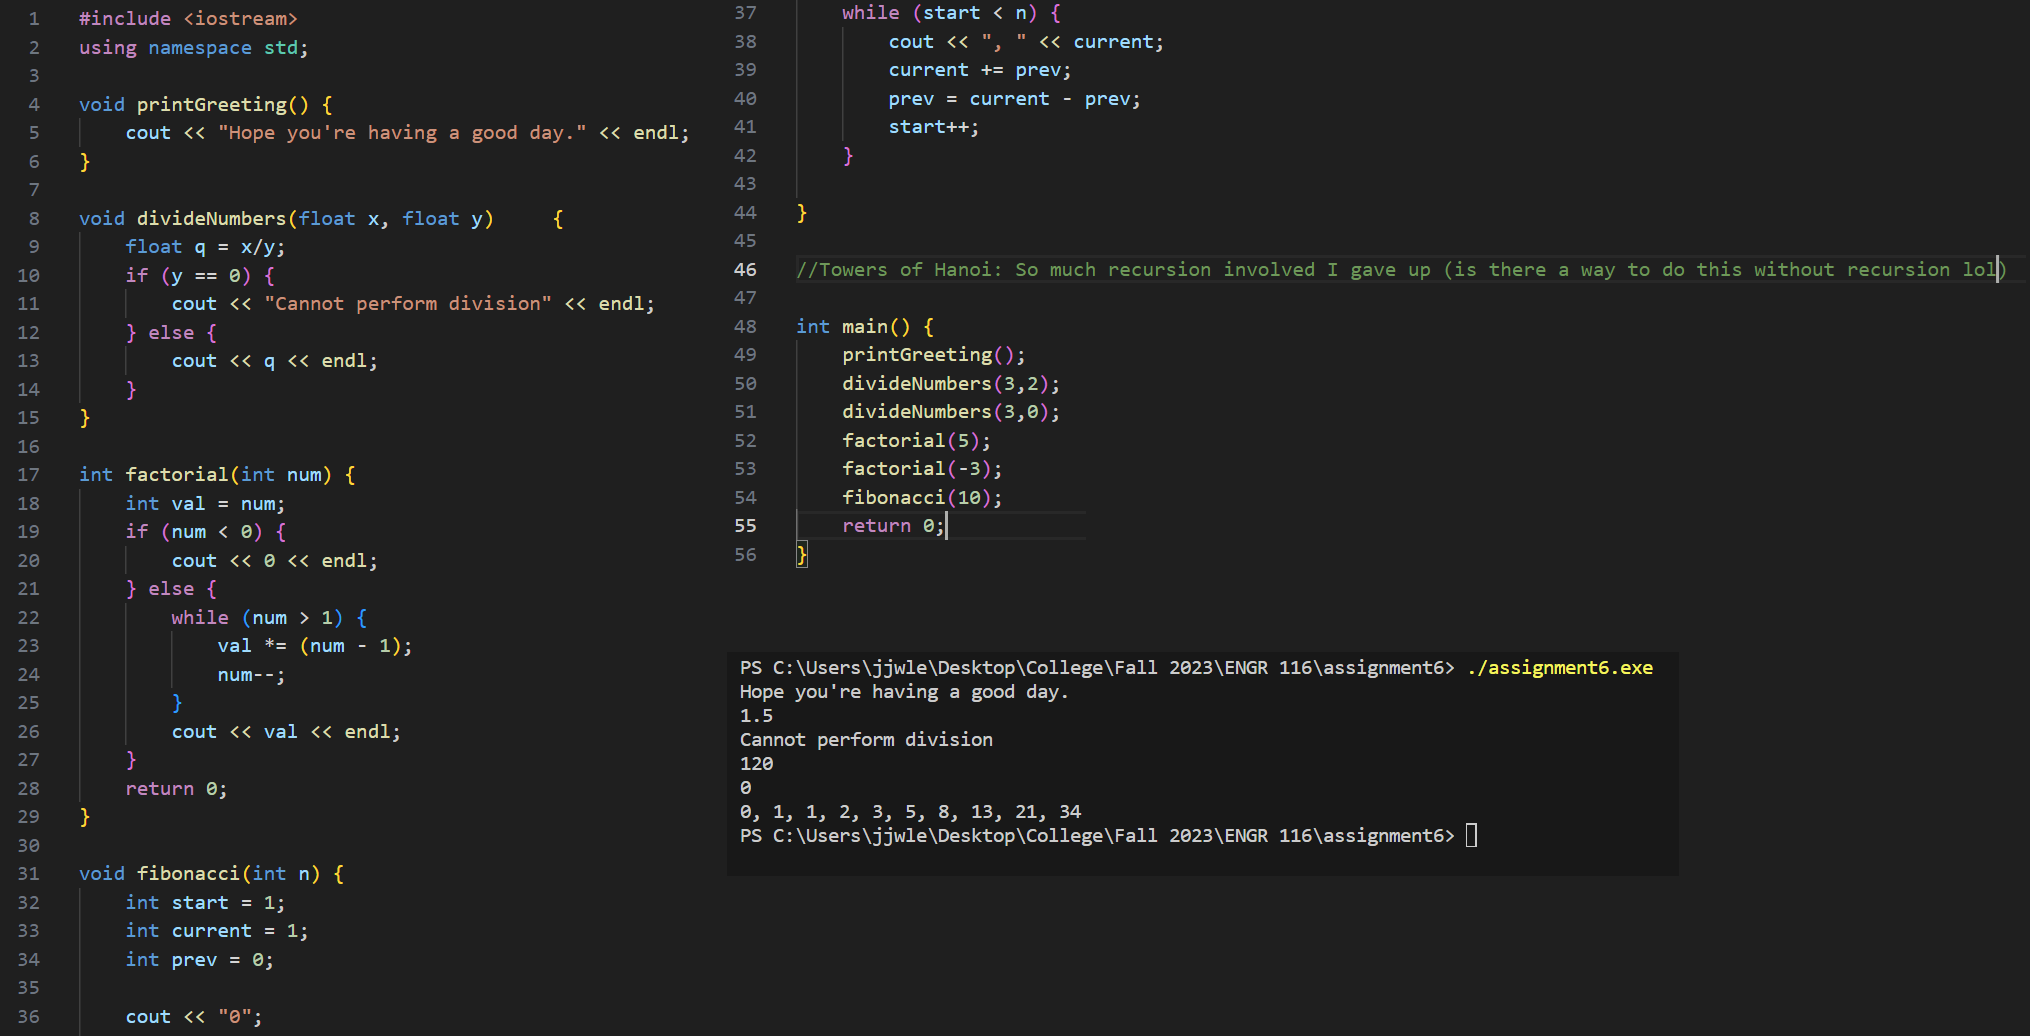 1 #include <iostream>
2 using namespace std;
3
4 void printGreeting() {
5     cout << "Hope you're having a good day." << endl;
6 }
7
8 void divideNumbers(float x, float y)     {
9     float q = x/y;
10     if (y == 0) {
11         cout << "Cannot perform division" << endl;
12     } else {
13         cout << q << endl;
14     }
15 }
16
17 int factorial(int num) {
18     int val = num;
19     if (num < 0) {
20         cout << 0 << endl;
21     } else {
22         while (num > 1) {
23             val *= (num - 1);
24             num--;
25         }
26         cout << val << endl;
27     }
28     return 0;
29 }
30
31 void fibonacci(int n) {
32     int start = 1;
33     int current = 1;
34     int prev = 0;
35
36     cout << "0";
37     while (start < n) {
38         cout << ", " << current;
39         current += prev;
40         prev = current - prev;
41         start++;
42     }
43
44 }
45
46 //Towers of Hanoi: So much recursion involved I gave up (is there a way to do this without recursion lol)
47
48 int main() {
49     printGreeting();
50     divideNumbers(3,2);
51     divideNumbers(3,0);
52     factorial(5);
53     factorial(-3);
54     fibonacci(10);
55     return 0;
56 }
PS C:\Users\jjwle\Desktop\College\Fall 2023\ENGR 116\assignment6> ./assignment6.exe
Hope you're having a good day.
1.5
Cannot perform division
120
0
0, 1, 1, 2, 3, 5, 8, 13, 21, 34
PS C:\Users\jjwle\Desktop\College\Fall 2023\ENGR 116\assignment6>